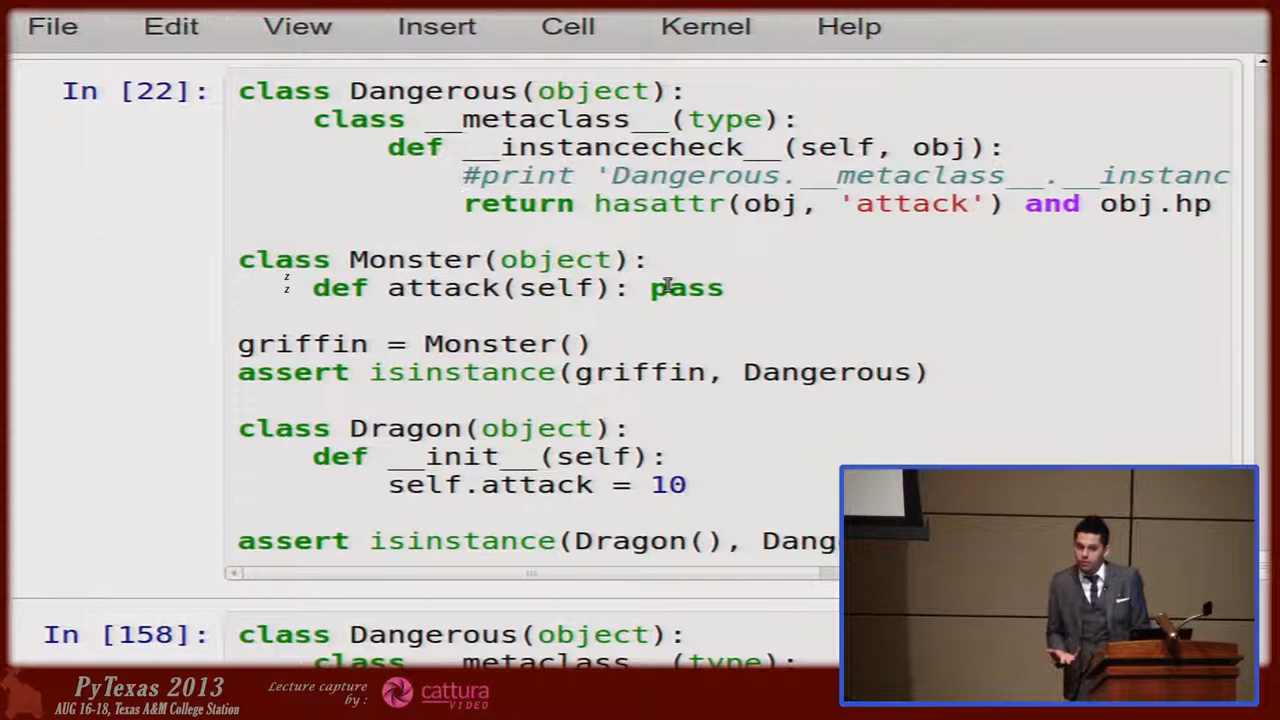 File Edit View Insert Cell Kernel Help
In [22]: class Dangerous(object):
class __metaclass__(type):
def __instancecheck__(self, obj):
#print 'Dangerous.__metaclass__.__instanc
return hasattr(obj, 'attack') and obj.hp
class Monster(object):
z
z def attack(self): pass
griffin = Monster()
assert isinstance(griffin, Dangerous)
class Dragon(object):
def __init__(self):
self.attack = 10
assert isinstance(Dragon(), Dang
In [158]: class Dangerous(object):
class __metaclass__(type):
PyTexas 2013
AUG 16-18, Texas A&M College Station
Lecture capture
by :
cattura
VIDEO